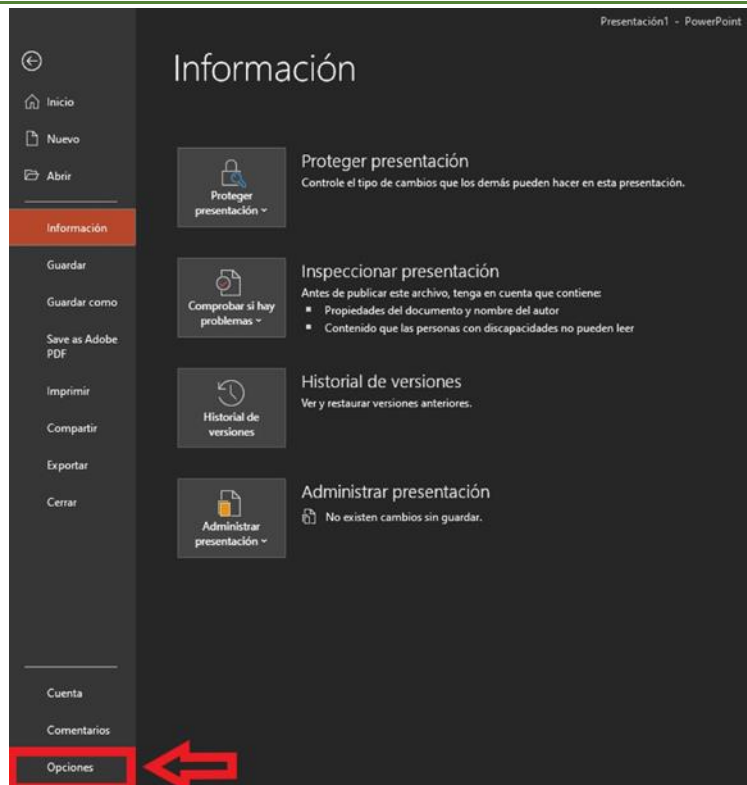 Presentación1 - PowerPoint
Información
Inicio
Nuevo
Abrir
Información
Guardar
Guardar como
Save as Adobe
PDF
Imprimir
Compartir
Exportar
Cerrar
Cuenta
Comentarios
Opciones
Proteger
presentación
Proteger presentación
Controle el tipo de cambios que los demás pueden hacer en esta presentación.
Comprobar si hay
problemas
Inspeccionar presentación
Antes de publicar este archivo, tenga en cuenta que contiene:
Propiedades del documento y nombre del autor
Contenido que las personas con discapacidades no pueden leer
Historial de
versiones
Historial de versiones
Ver y restaurar versiones anteriores.
Administrar
presentación
Administrar presentación
No existen cambios sin guardar.